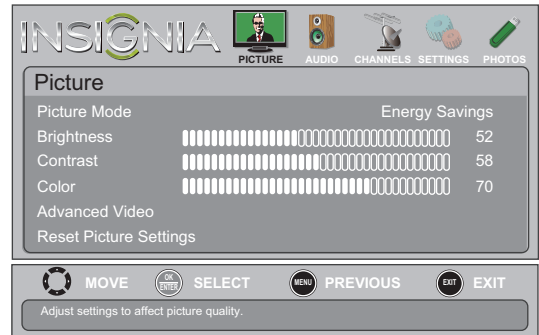 INSIGNIA
PICTURE AUDIO CHANNELS SETTINGS PHOTOS
Picture
Picture Mode Energy Savings
Brightness 52
Contrast 58
Color 70
Advanced Video
Reset Picture Settings
MOVE OK ENTER SELECT MENU PREVIOUS EXIT EXIT
Adjust settings to affect picture quality.